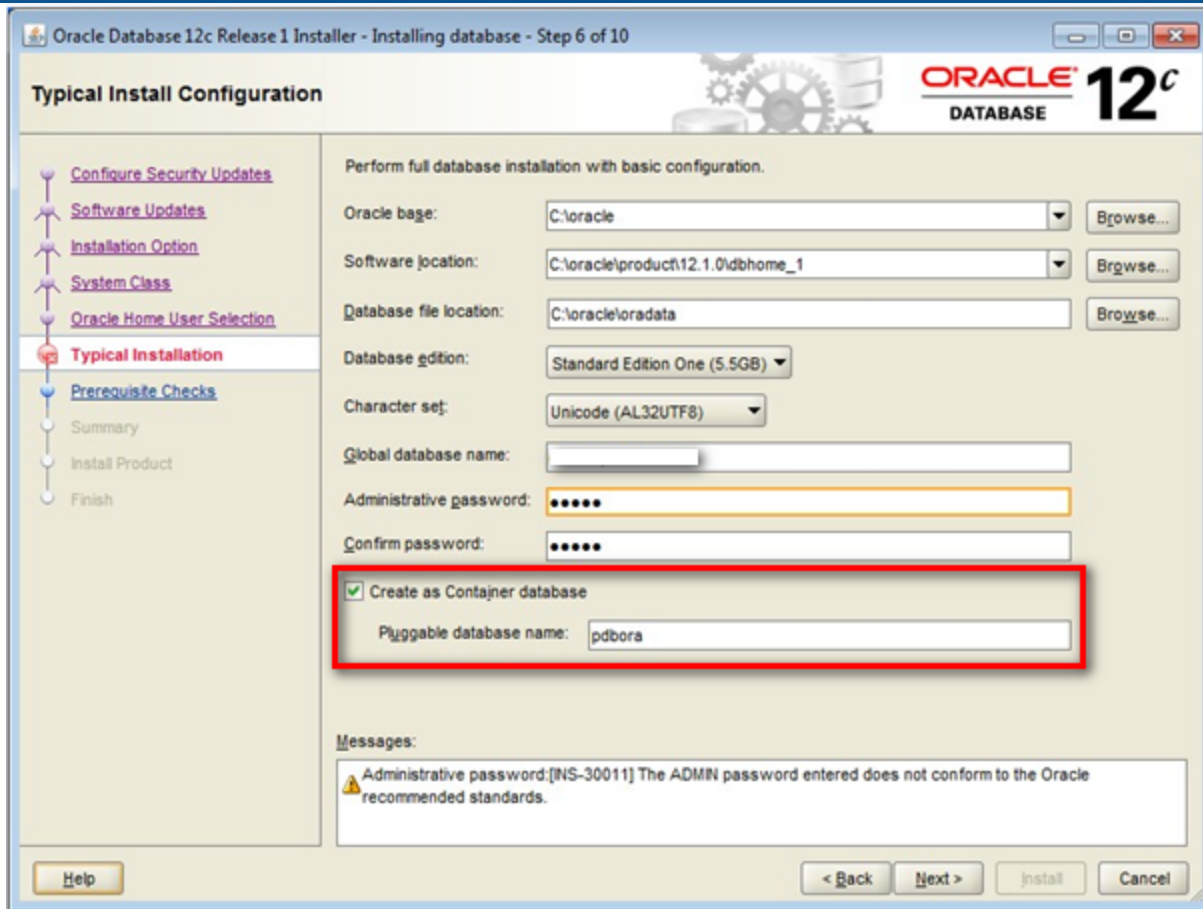 Oracle Database 12c Release 1 Installer - Installing database - Step 6 of 10
Typical Install Configuration
ORACLE
DATABASE
12c
Configure Security Updates
Software Updates
Installation Option
System Class
Oracle Home User Selection
Typical Installation
Prerequisite Checks
Summary
Install Product
Finish
Perform full database installation with basic configuration.
Oracle base: C:\oracle Browse...
Software location: C:\oracle\product\12.1.0\dbhome_1 Browse...
Database file location: C:\oracle\oradata Browse...
Database edition: Standard Edition One (5.5GB)
Character set: Unicode (AL32UTF8)
Global database name:
Administrative password: •••••
Confirm password: •••••
Create as Container database
Pluggable database name: pdbora
Messages:
Administrative password:[INS-30011] The ADMIN password entered does not conform to the Oracle
recommended standards.
Help < Back Next > Install Cancel